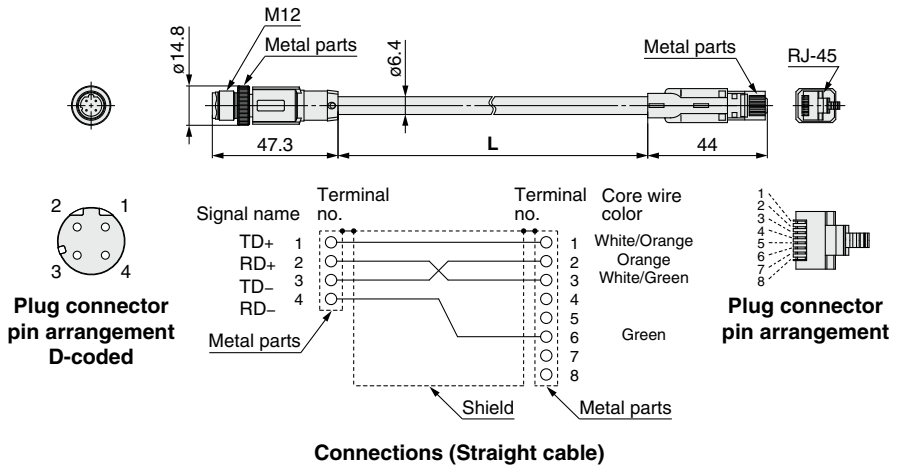 M12
Metal parts
ø14.8
ø6.4
Metal parts
RJ-45
47.3
L
44
2
1
3
4
Plug connector
pin arrangement
D-coded
Signal name
Terminal
no.
Terminal
no.
Core wire
color
TD+ 1
RD+ 2
TD− 3
RD− 4
1 White/Orange
2 Orange
3 White/Green
4
5
6 Green
7
8
Metal parts
Shield
Metal parts
1
2
3
4
5
6
7
8
Plug connector
pin arrangement
Connections (Straight cable)